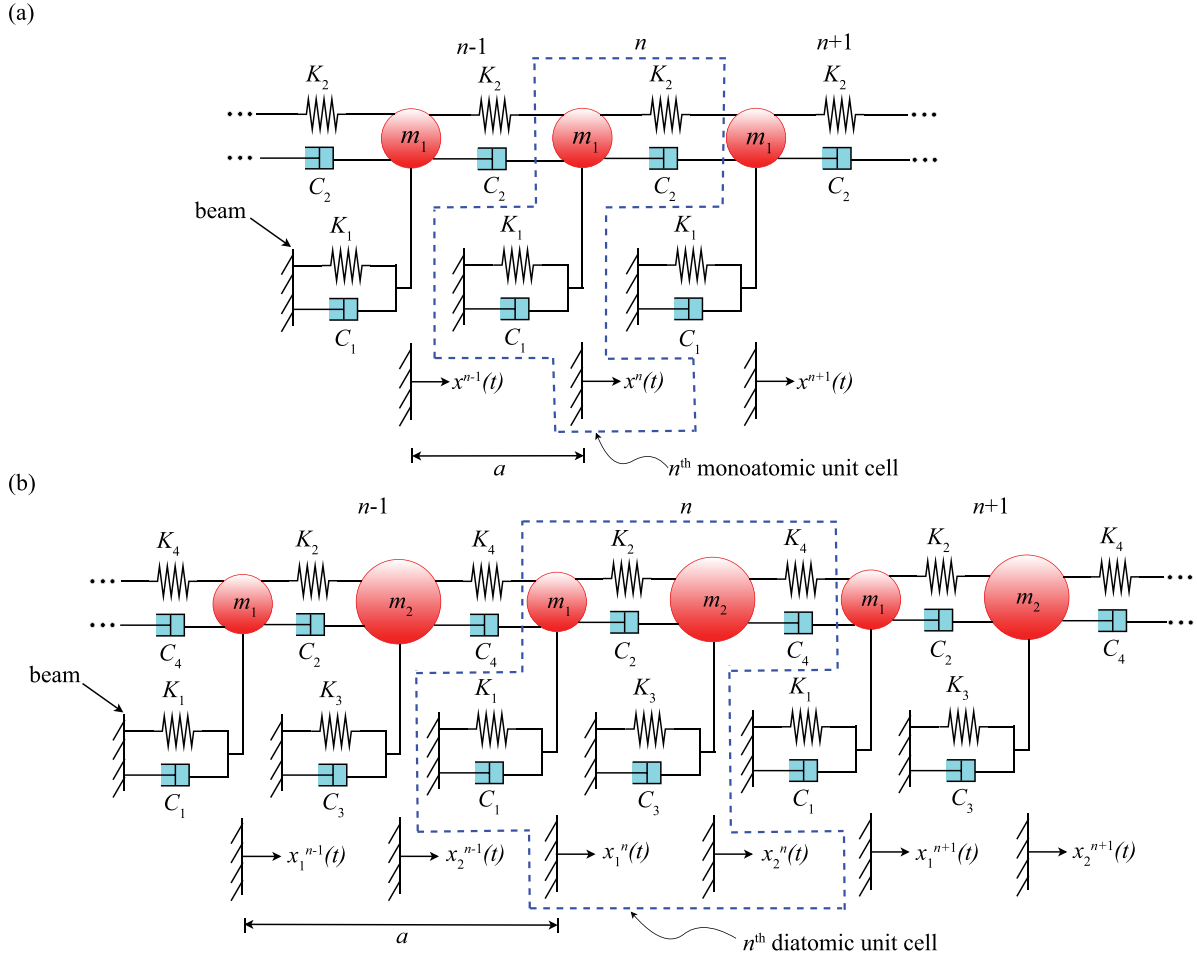 (a)
n-1 n n+1
K2 K2 K2 K2
... m1 m1 m1 ...
... ...
C2 C2 C2 C2
beam
K1 K1 K1
C1 C1 C1
x^n-1(t) x^n(t) x^n+1(t)
a
n^th monoatomic unit cell
(b)
n-1 n n+1
K4 K2 K4 K2 K4 K2 K4
... m1 m2 m1 m2 m1 m2 ...
... ...
C4 C2 C4 C2 C4 C2 C4
beam
K1 K3 K1 K3 K1 K3
C1 C3 C1 C3 C1 C3
x1^n-1(t) x2^n-1(t) x1^n(t) x2^n(t) x1^n+1(t) x2^n+1(t)
a
n^th diatomic unit cell